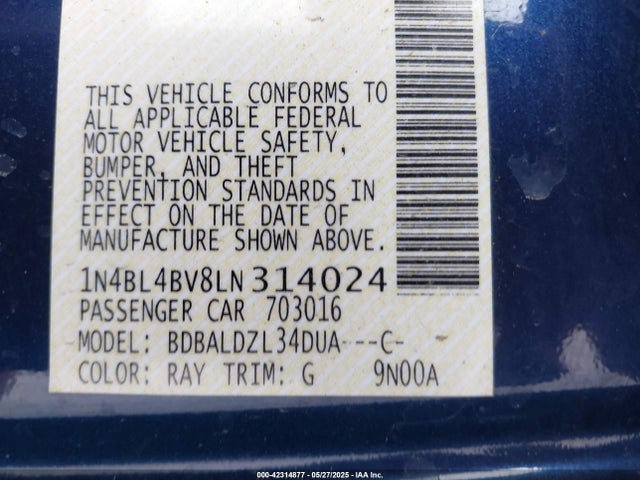 THIS VEHICLE CONFORMS TO
ALL APPLICABLE FEDERAL
MOTOR VEHICLE SAFETY,
BUMPER, AND THEFT
PREVENTION STANDARDS IN
EFFECT ON THE DATE OF
MANUFACTURE SHOWN ABOVE.
1N4BL4BV8LN314024
PASSENGER CAR 703016
MODEL: BDBALDZL34DUA---C-
COLOR: RAY TRIM: G 9N00A
00-42314877 — 05/27/2025 — IAA Inc.